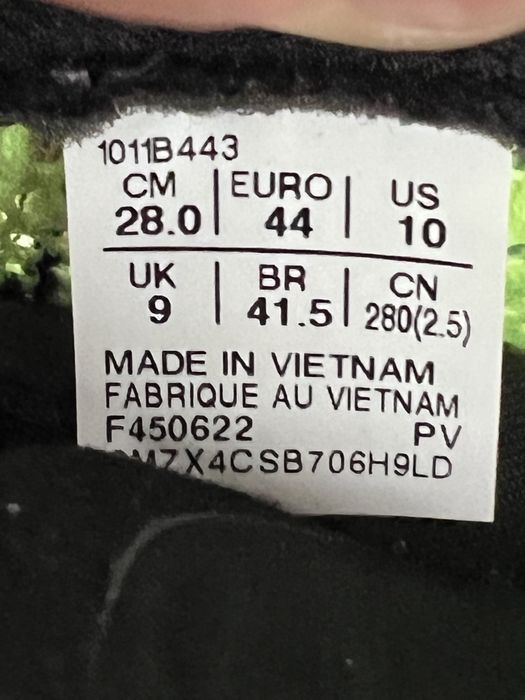 1011B443
CM | EURO | US
28.0 | 44 | 10
UK | BR | CN
9 | 41.5 | 280(2.5)
MADE IN VIETNAM
FABRIQUE AU VIETNAM
F450622 PV